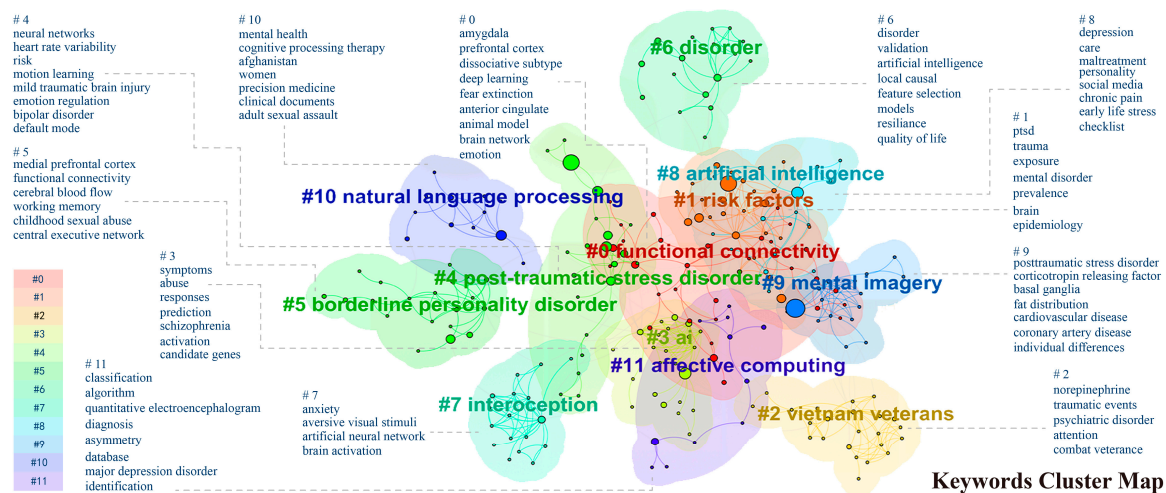 # 4
neural networks
heart rate variability
risk
motion learning
mild traumatic brain injury
emotion regulation
bipolar disorder
default mode
# 5
medial prefrontal cortex
functional connectivity
cerebral blood flow
working memory
childhood sexual abuse
central executive network
# 10
mental health
cognitive processing therapy
afghanistan
women
precision medicine
clinical documents
adult sexual assault
# 0
amygdala
prefrontal cortex
dissociative subtype
deep learning
fear extinction
anterior cingulate
animal model
brain network
emotion
# 6
disorder
validation
artificial intelligence
local causal
feature selection
models
resiliance
quality of life
# 8
depression
care
maltreatment
personality
social media
chronic pain
early life stress
checklist
# 1
ptsd
trauma
exposure
mental disorder
prevalence
brain
epidemiology
# 9
posttraumatic stress disorder
corticotropin releasing factor
basal ganglia
fat distribution
cardiovascular disease
coronary artery disease
individual differences
# 2
norepinephrine
traumatic events
psychiatric disorder
attention
combat veterance
# 3
symptoms
abuse
responses
prediction
schizophrenia
activation
candidate genes
# 11
classification
algorithm
quantitative electroencephalogram
diagnosis
asymmetry
database
major depression disorder
identification
# 7
anxiety
aversive visual stimuli
artificial neural network
brain activation
#0
#1
#2
#3
#4
#5
#6
#7
#8
#9
#10
#11
#6 disorder
#8 artificial intelligence
#10 natural language processing
#1 risk factors
#0 functional connectivity
#4 post-traumatic stress disorder
#9 mental imagery
#5 borderline personality disorder
#3 ai
#11 affective computing
#7 interoception
#2 vietnam veterans
Keywords Cluster Map